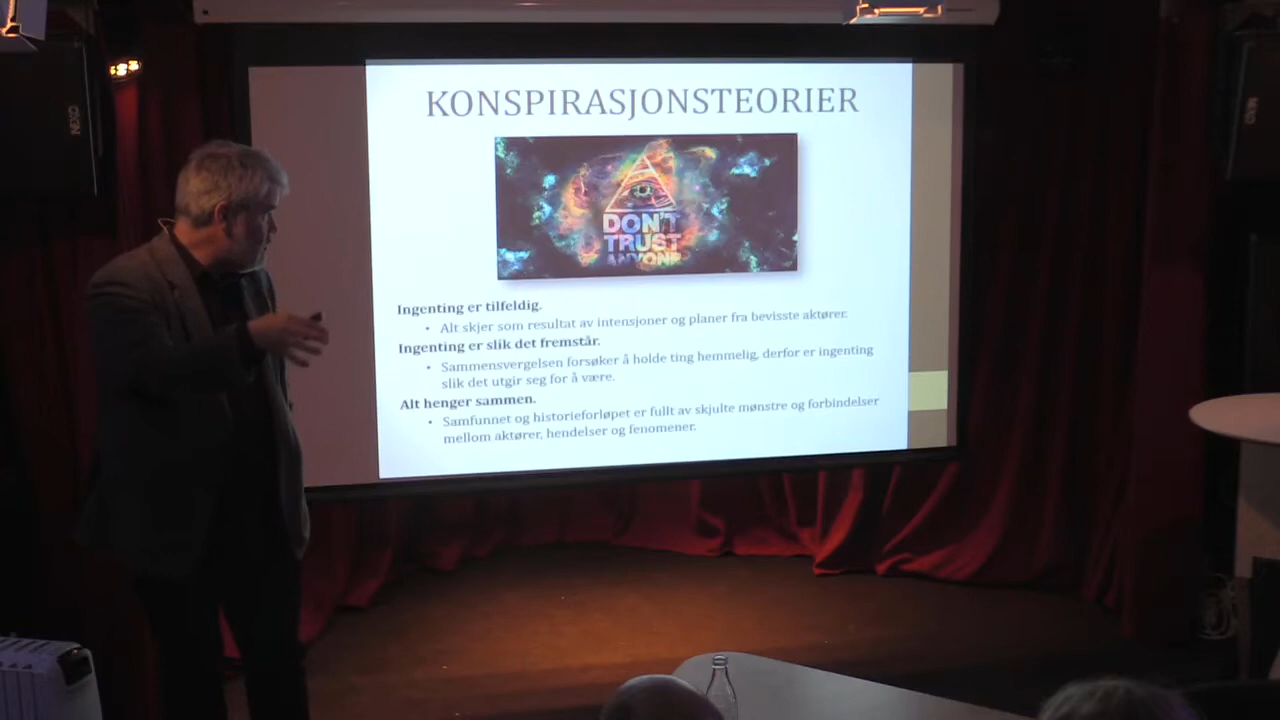 KONSPIRASJONSTEORIER
DON'T
TRUST
ANYONE
Ingenting er tilfeldig.
• Alt skjer som resultat av intensjoner og planer fra bevisste aktører.
Ingenting er slik det fremstår.
• Sammensvergelsen forsøker å holde ting hemmelig, derfor er ingenting
slik det utgir seg for å være.
Alt henger sammen.
• Samfunnet og historieforløpet er fullt av skjulte mønstre og forbindelser
mellom aktører, hendelser og fenomener.